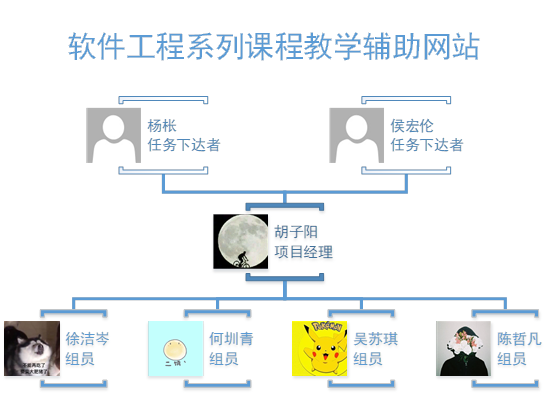 软件工程系列课程教学辅助网站
杨枨
任务下达者
侯宏伦
任务下达者
胡子阳
项目经理
徐洁岑
组员
何圳青
组员
吴苏琪
组员
陈哲凡
组员